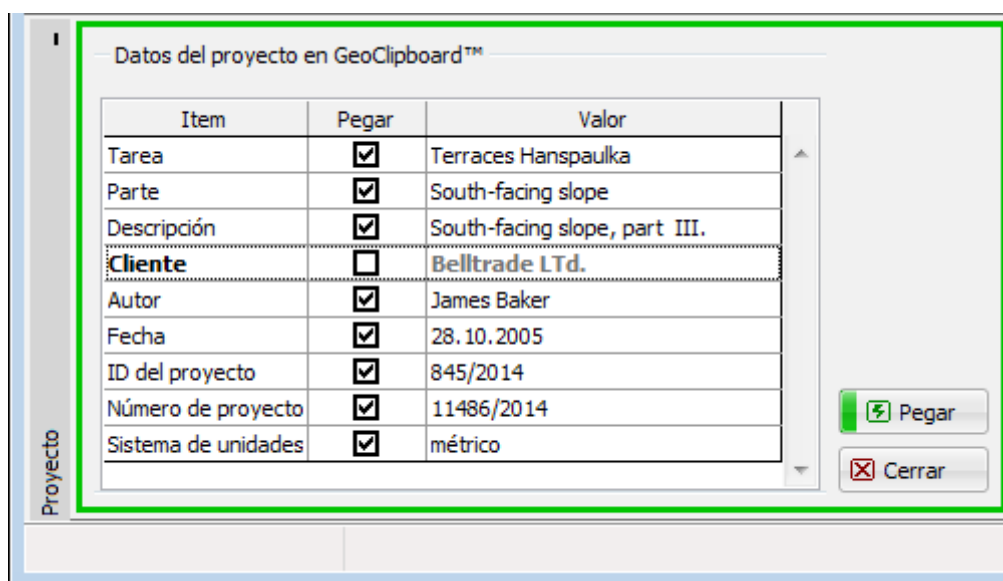 Datos del proyecto en GeoClipboard™
Item Pegar Valor
Tarea Terraces Hanspaulka
Parte South-facing slope
Descripción South-facing slope, part III.
Cliente Belltrade LTd.
Autor James Baker
Fecha 28.10.2005
ID del proyecto 845/2014
Número de proyecto 11486/2014
Sistema de unidades métrico
Pegar
Cerrar
Proyecto